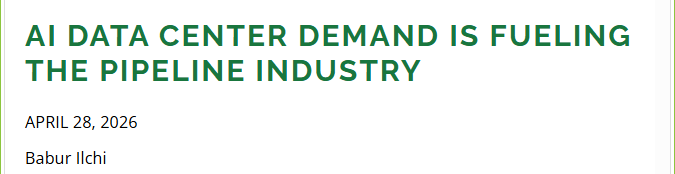 AI DATA CENTER DEMAND IS FUELING
THE PIPELINE INDUSTRY
APRIL 28, 2026
Babur Ilchi